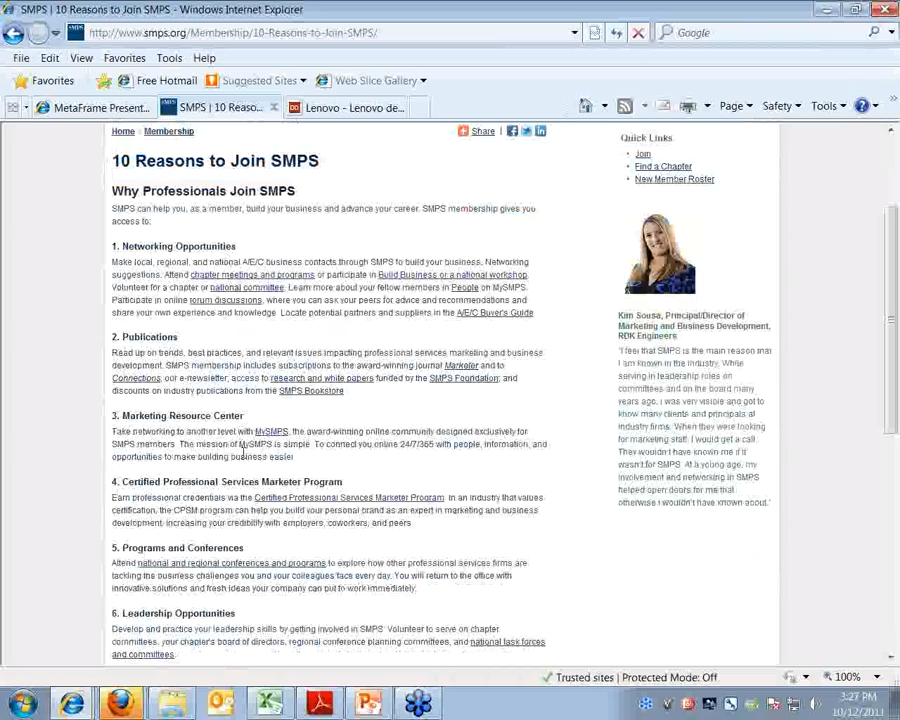 SMPS | 10 Reasons to Join SMPS - Windows Internet Explorer
http://www.smps.org/Membership/10-Reasons-to-Join-SMPS/
Google
File Edit View Favorites Tools Help
Favorites Free Hotmail Suggested Sites Web Slice Gallery
MetaFrame Present... SMPS | 10 Reaso... Lenovo - Lenovo de... Page Safety Tools
Home Membership
Share
10 Reasons to Join SMPS
Why Professionals Join SMPS
SMPS can help you, as a member, build your business and advance your career. SMPS membership gives you
access to:
1. Networking Opportunities
Make local, regional, and national A/E/C business contacts through SMPS to build your business. Networking
suggestions: Attend chapter meetings and programs or participate in Build Business or a national workshop.
Volunteer for a chapter or national committee. Learn more about your fellow members in People on MySMPS.
Participate in online forum discussions, where you can ask your peers for advice and recommendations and
share your own experience and knowledge. Locate potential partners and suppliers in the A/E/C Buyer's Guide
2. Publications
Read up on trends, best practices, and relevant issues impacting professional services marketing and business
development. SMPS membership includes subscriptions to the award-winning journal Marketer and
Connections, our e-newsletter; access to research and white papers funded by the SMPS Foundation; and
discounts on industry publications from the SMPS Bookstore
3. Marketing Resource Center
Take networking to another level with MySMPS, the award-winning online community designed exclusively for
SMPS members. The mission of MySMPS is simple: To connect you online 24/7/365 with people, information, and
opportunities to make building business easier
4. Certified Professional Services Marketer Program
Earn professional credentials via the Certified Professional Services Marketer Program. In an industry that values
certification, the CPSM program can help you build your personal brand as an expert in marketing and business
development, increasing your credibility with employers, coworkers, and peers
5. Programs and Conferences
Attend national and regional conferences and programs to explore how other professional services firms are
tackling the business challenges you and your colleagues face every day. You will return to the office with
innovative solutions and fresh ideas your company can put to work immediately.
6. Leadership Opportunities
Develop and practice your leadership skills by getting involved in SMPS. Volunteer to serve on chapter
committees, your chapter's board of directors, regional conference planning committees, and national task forces
and committees.
Quick Links
Join
Find a Chapter
New Member Roster
Kim Sousa, Principal/Director of
Marketing and Business Development,
RDK Engineers
"I feel that SMPS is the main reason that
I am known in the industry. While
serving in leadership roles on
committees and on the board many
years ago, I was very visible and got to
know many clients and principals at
industry firms. When they were looking
for marketing staff, I would get a call.
They wouldn't have known me if it
wasn't for SMPS. At a young age, my
involvement and networking in SMPS
helped open doors for me that
otherwise I wouldn't have known about."
Trusted sites | Protected Mode: Off
100%
3:27 PM
10/12/2011